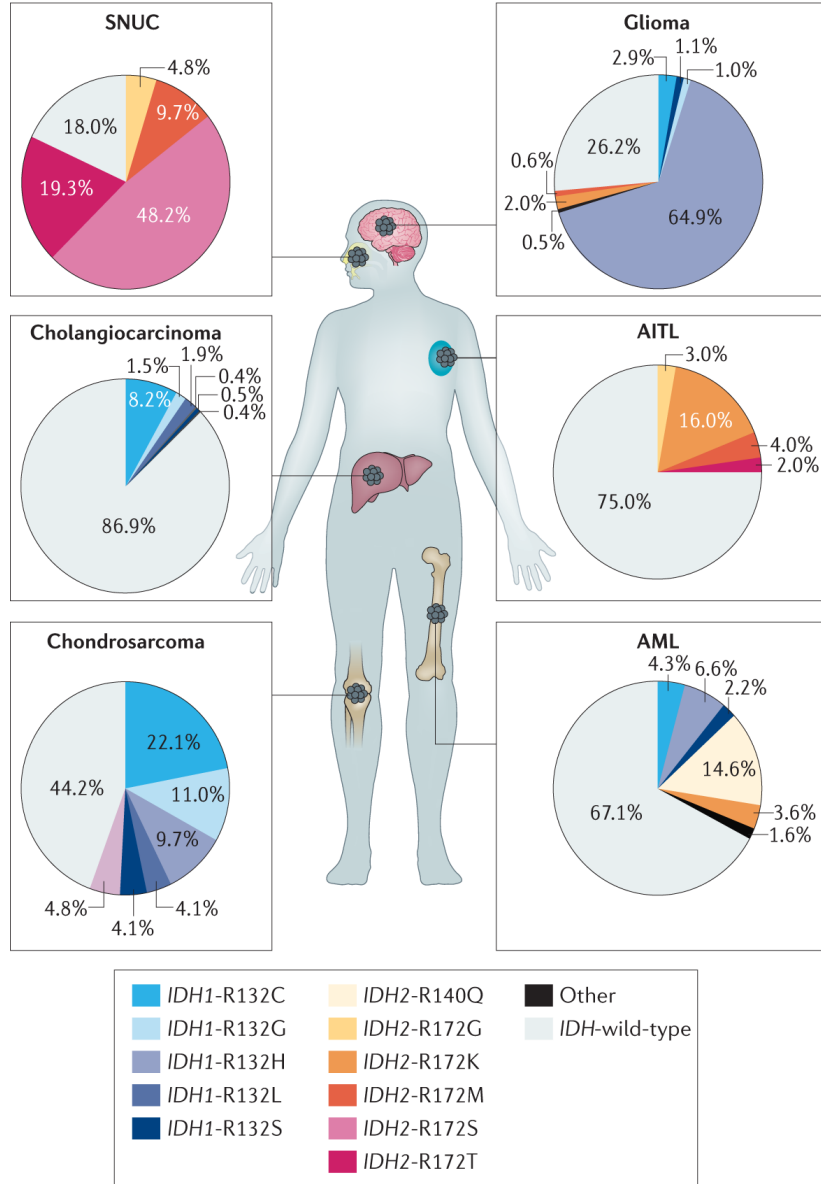 SNUC
4.8%
9.7%
18.0%
19.3%
48.2%
Glioma
2.9%
1.1%
1.0%
26.2%
0.6%
2.0%
0.5%
64.9%
Cholangiocarcinoma
1.5%
1.9%
0.4%
0.5%
0.4%
8.2%
86.9%
AITL
3.0%
16.0%
4.0%
2.0%
75.0%
Chondrosarcoma
22.1%
44.2%
11.0%
9.7%
4.8%
4.1%
4.1%
AML
4.3%
6.6%
2.2%
14.6%
67.1%
3.6%
1.6%
IDH1-R132C
IDH1-R132G
IDH1-R132H
IDH1-R132L
IDH1-R132S
IDH2-R140Q
IDH2-R172G
IDH2-R172K
IDH2-R172M
IDH2-R172S
IDH2-R172T
Other
IDH-wild-type